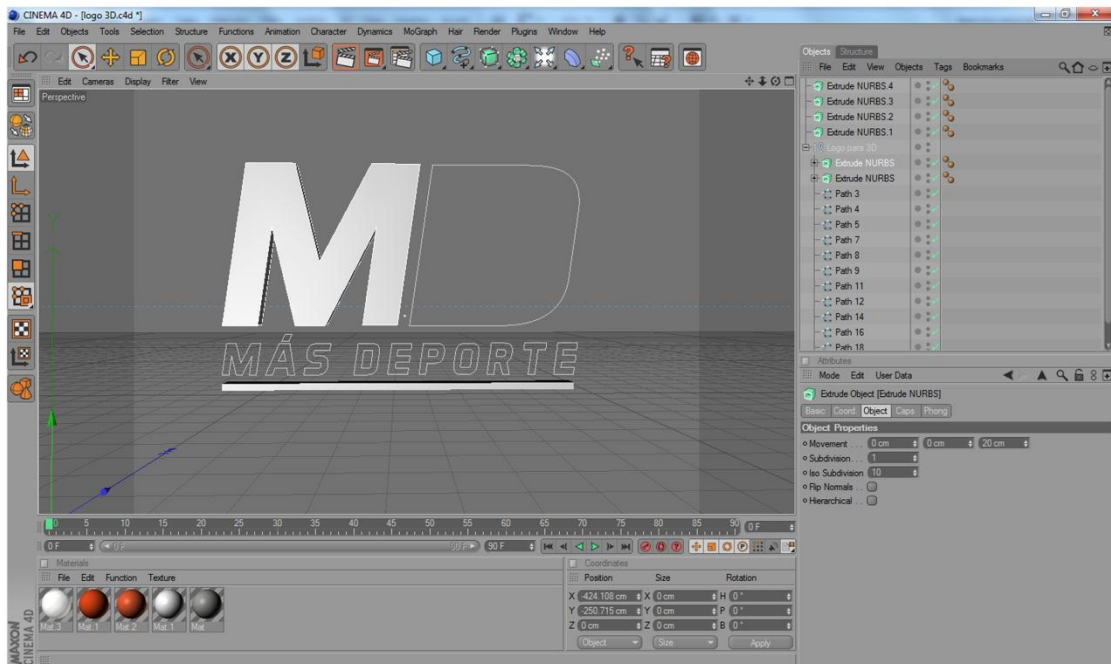 CINEMA 4D - [logo 3D.c4d *]
File Edit Objects Tools Selection Structure Functions Animation Character Dynamics MoGraph Hair Render Plugins Window Help
X Y Z
Edit Cameras Display Filter View
Perspective
Y
MD
MÁS DEPORTE
0 5 10 15 20 25 30 35 40 45 50 55 60 65 70 75 80 85 90 0 F
0 F 0 F 90 F 90 F
Materials
File Edit Function Texture
Mat.3 Mat.1 Mat.2 Mat.1 Mat
MAXON
CINEMA 4D
Coordinates
Position Size Rotation
X -424.108 cm X 0 cm H 0 °
Y -250.715 cm Y 0 cm P 0 °
Z 0 cm Z 0 cm B 0 °
Object Size Apply
Objects Structure
File Edit View Objects Tags Bookmarks
Extrude NURBS.4
Extrude NURBS.3
Extrude NURBS.2
Extrude NURBS.1
Logo para 3D
Extrude NURBS
Extrude NURBS
Path 3
Path 4
Path 5
Path 7
Path 8
Path 9
Path 11
Path 12
Path 14
Path 16
Path 18
Attributes
Mode Edit User Data
Extrude Object [Extrude NURBS]
Basic Coord. Object Caps Phong
Object Properties
Movement . . . 0 cm 0 cm 20 cm
Subdivision . . . 1
Iso Subdivision 10
Flip Normals . .
Hierarchical . .